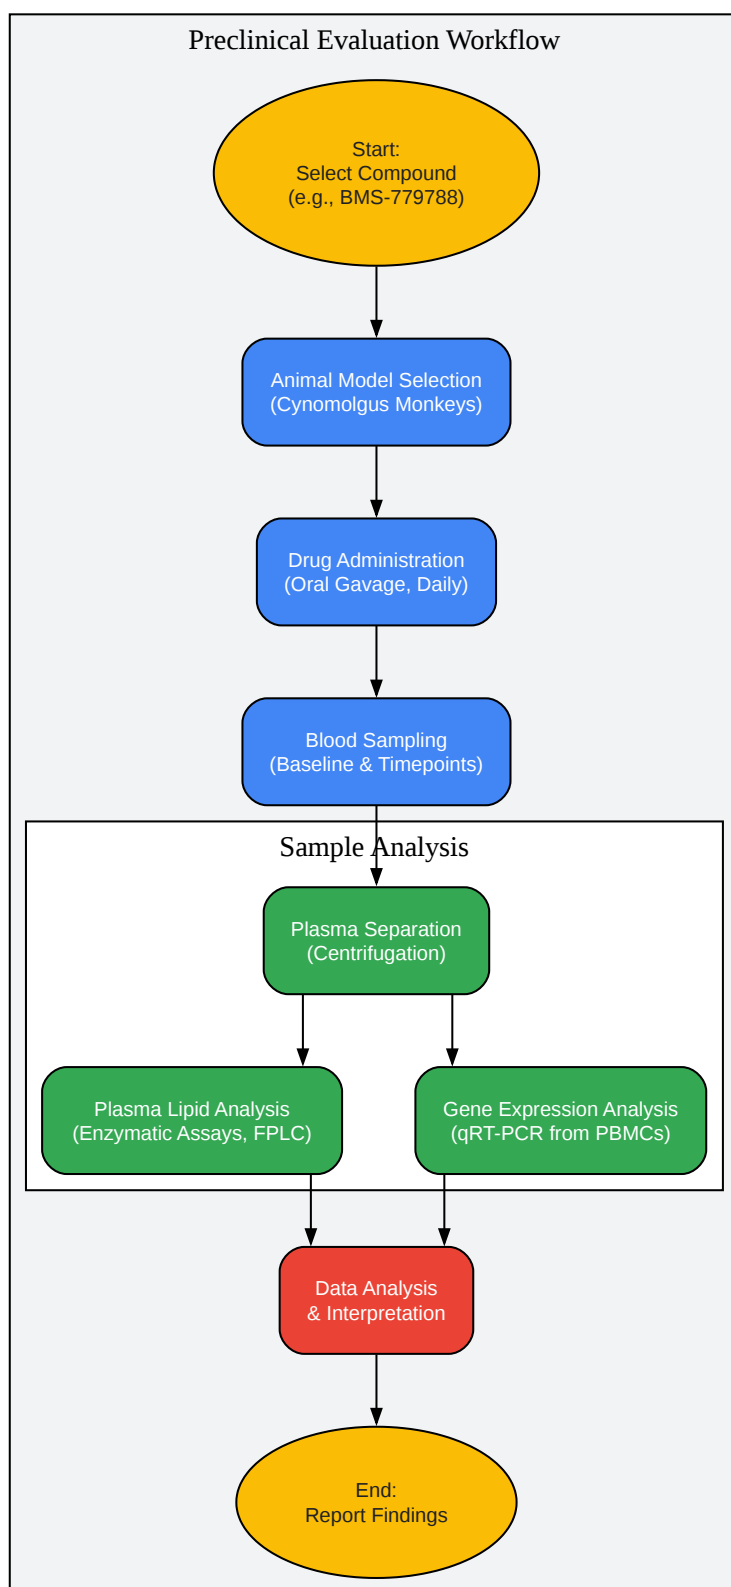 Preclinical Evaluation Workflow
Start:
Select Compound
(e.g., BMS-779788)
Animal Model Selection
(Cynomolgus Monkeys)
Drug Administration
(Oral Gavage, Daily)
Blood Sampling
(Baseline & Timepoints)
Sample Analysis
Plasma Separation
(Centrifugation)
Plasma Lipid Analysis
(Enzymatic Assays, FPLC)
Gene Expression Analysis
(qRT-PCR from PBMCs)
Data Analysis
& Interpretation
End:
Report Findings